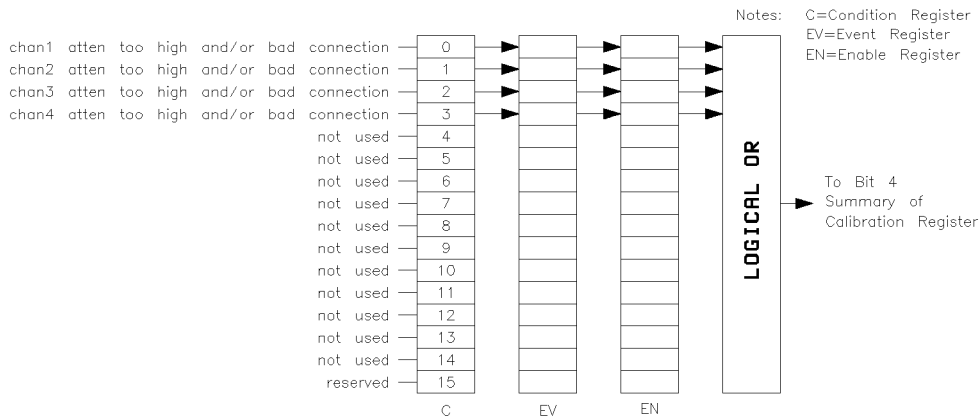 Notes: C=Condition Register
EV=Event Register
EN=Enable Register
chan1 atten too high and/or bad connection 0
chan2 atten too high and/or bad connection 1
chan3 atten too high and/or bad connection 2
chan4 atten too high and/or bad connection 3
not used 4
not used 5
not used 6
not used 7
not used 8
not used 9
not used 10
not used 11
not used 12
not used 13
not used 14
reserved 15
C
EV
EN
LOGICAL OR
To Bit 4
Summary of
Calibration Register